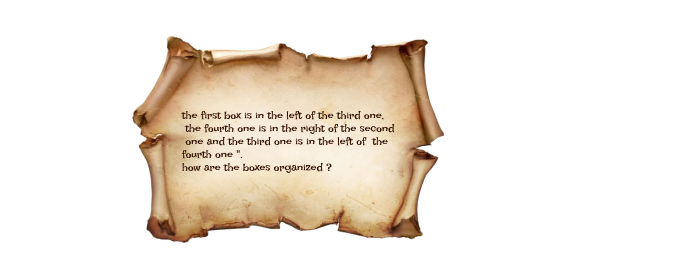 the first box is in the left of the third one,
the fourth one is in the right of the second
one and the third one is in the left of the
fourth one ",
how are the boxes organized ?